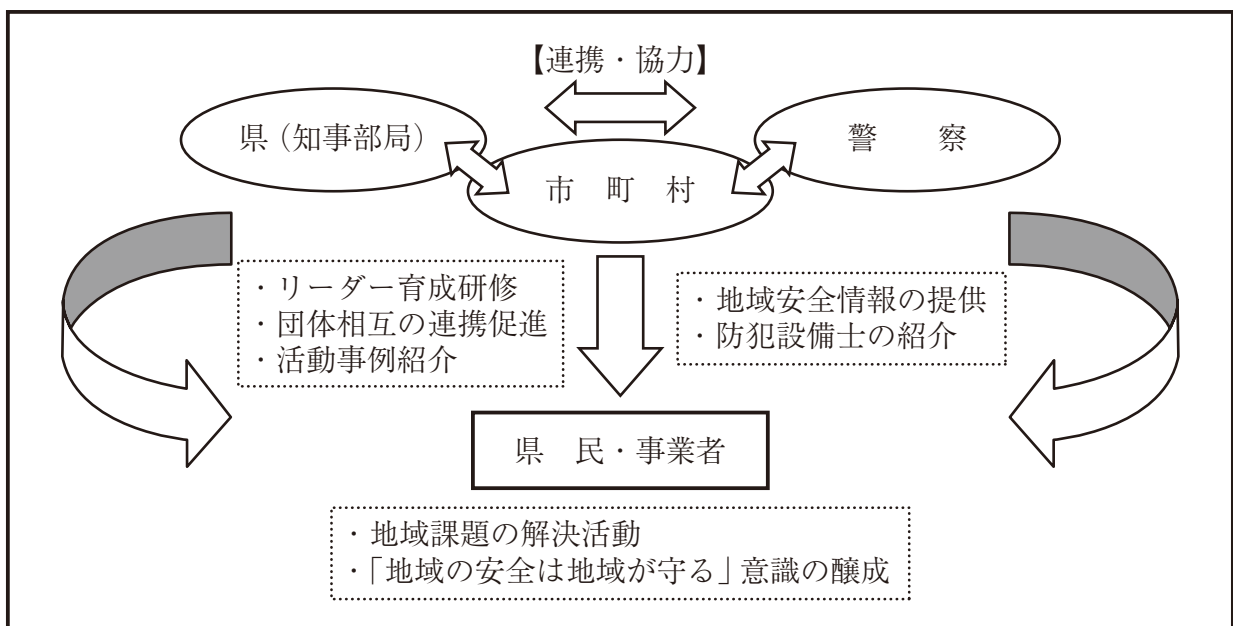 【連携・協力】
県（知事部局）
警　　察
市　町　村
・リーダー育成研修
・団体相互の連携促進
・活動事例紹介
・地域安全情報の提供
・防犯設備士の紹介
県　民・事業者
・地域課題の解決活動
・「地域の安全は地域が守る」意識の醸成